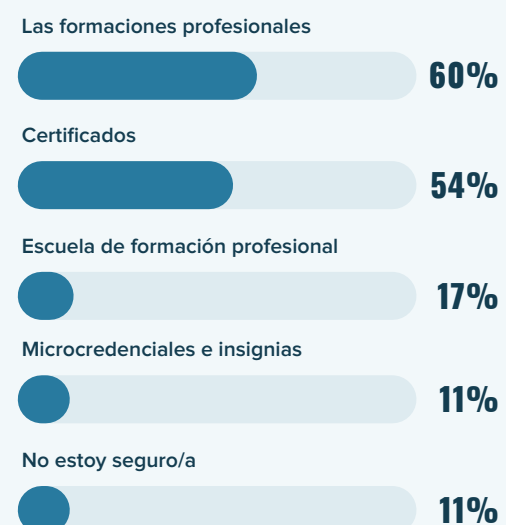 Las formaciones profesionales
60%
Certificados
54%
Escuela de formación profesional
17%
Microcredenciales e insignias
11%
No estoy seguro/a
11%